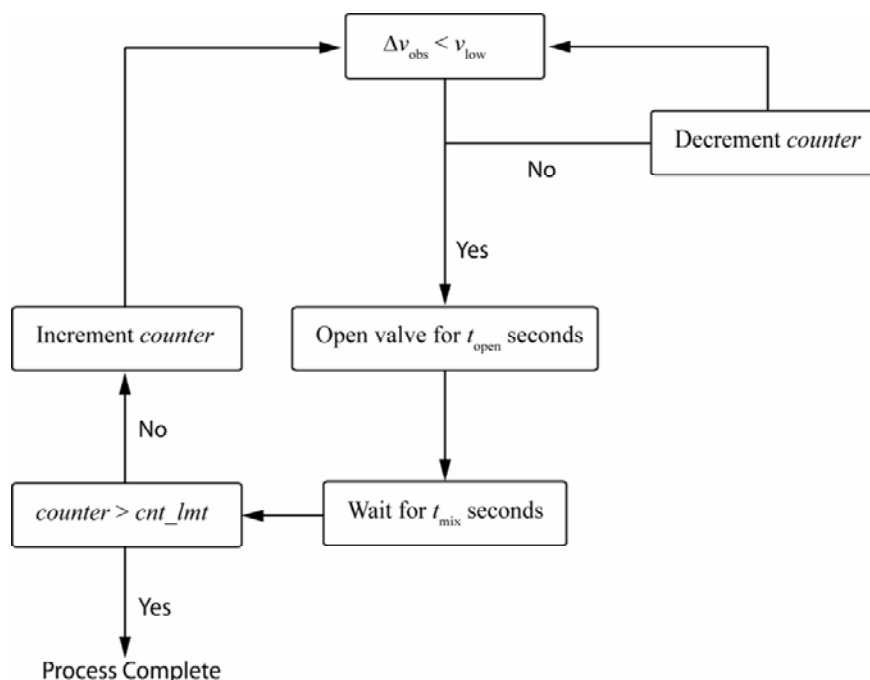 Δv_obs < v_low
Decrement counter
No
Yes
Increment counter
Open valve for t_open seconds
No
counter > cnt_lmt
Wait for t_mix seconds
Yes
Process Complete